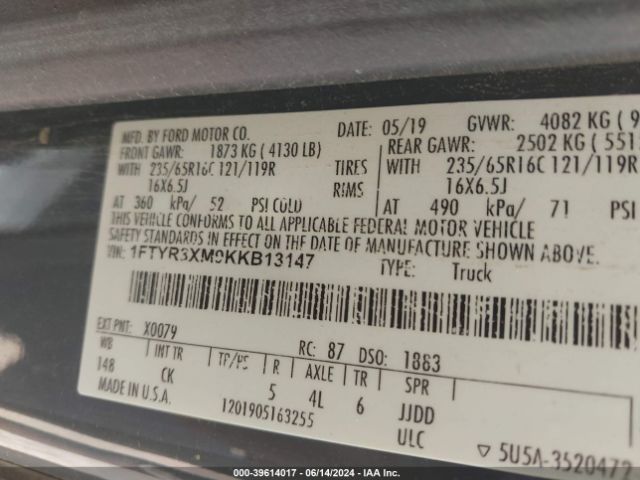 MFD. BY FORD MOTOR CO. DATE: 05/19 GVWR: 4082 KG ( 9
FRONT GAWR: 1873 KG ( 4130 LB) REAR GAWR: 2502 KG ( 551
WITH 235/65R16C 121/119R TIRES WITH 235/65R16C 121/119R
16X6.5J RIMS 16X6.5J
AT 360 kPa/ 52 PSI COLD AT 490 kPa/ 71 PSI
THIS VEHICLE CONFORMS TO ALL APPLICABLE FEDERAL MOTOR VEHICLE
SAFETY STANDARDS IN EFFECT ON THE DATE OF MANUFACTURE SHOWN ABOVE.
VIN: 1FTYR3XM9KKB13147 TYPE: Truck
EXT PNT: X0079 RC: 87 DSO: 1883
WB INT TR TP/PS R AXLE TR SPR
148 CK 5 4L 6 JJDD
MADE IN U.S.A. 1201905163255 ULC
5U5A-3520472
000-39614017 - 06/14/2024 - IAA Inc.